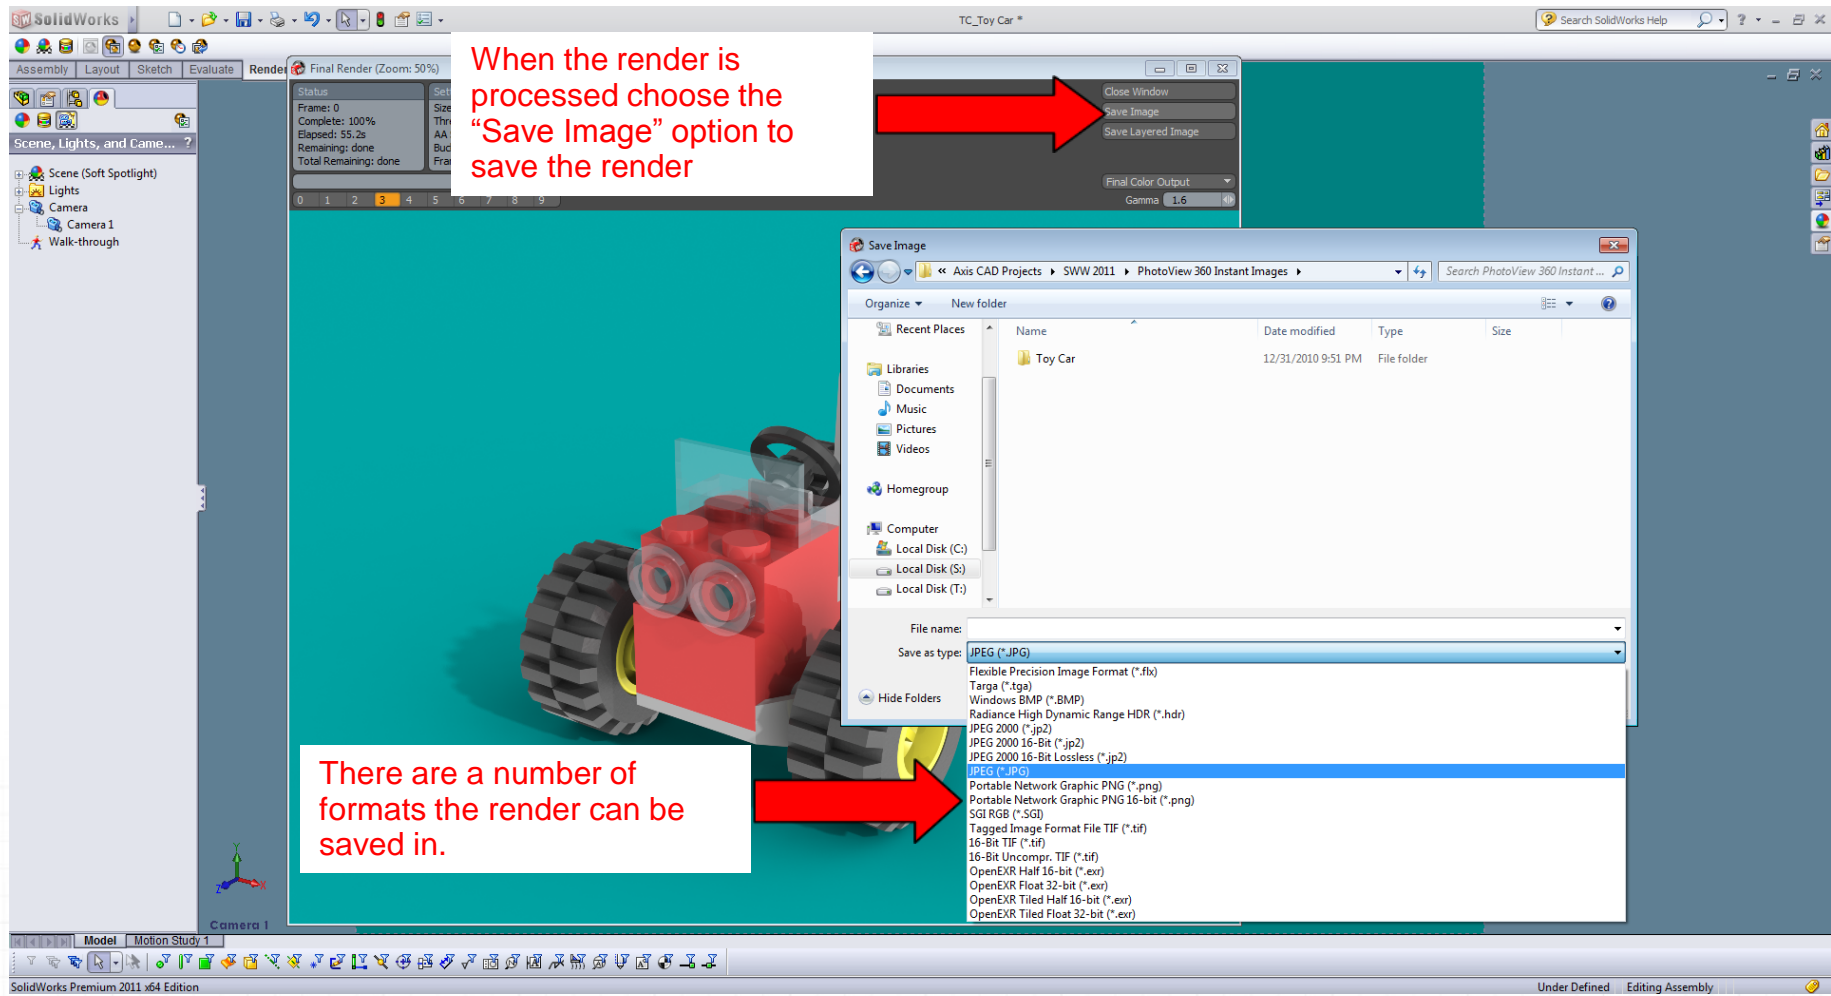 SolidWorks
TC_Toy Car *
Search SolidWorks Help
Assembly Layout Sketch Evaluate Render
Final Render (Zoom: 50%)
When the render is
processed choose the
“Save Image” option to
save the render
Status
Frame: 0
Complete: 100%
Elapsed: 55.2s
Remaining: done
Total Remaining: done
Close Window
Save Image
Save Layered Image
Final Color Output
0 1 2 3 4 5 6 7 8 9
Gamma 1.6
Scene, Lights, and Came... ?
Scene (Soft Spotlight)
Lights
Camera
Camera 1
Walk-through
Save Image
« Axis CAD Projects SWW 2011 PhotoView 360 Instant Images
Search PhotoView 360 Instant ...
Organize New folder
Name Date modified Type Size
Toy Car 12/31/2010 9:51 PM File folder
Recent Places
Libraries
Documents
Music
Pictures
Videos
Homegroup
Computer
Local Disk (C:)
Local Disk (S:)
Local Disk (T:)
File name:
Save as type: JPEG (*.JPG)
Hide Folders
Flexible Precision Image Format (*.flx)
Targa (*.tga)
Windows BMP (*.BMP)
Radiance High Dynamic Range HDR (*.hdr)
JPEG 2000 (*.jp2)
JPEG 2000 16-Bit (*.jp2)
JPEG 2000 16-Bit Lossless (*.jp2)
JPEG (*.JPG)
Portable Network Graphic PNG (*.png)
Portable Network Graphic PNG 16-bit (*.png)
SGI RGB (*.SGI)
Tagged Image Format File TIF (*.tif)
16-Bit TIF (*.tif)
16-Bit Uncompr. TIF (*.tif)
OpenEXR Half 16-bit (*.exr)
OpenEXR Float 32-bit (*.exr)
OpenEXR Tiled Half 16-bit (*.exr)
OpenEXR Tiled Float 32-bit (*.exr)
There are a number of
formats the render can be
saved in.
Y
Z X
Camera 1
Model Motion Study 1
SolidWorks Premium 2011 x64 Edition
Under Defined Editing Assembly